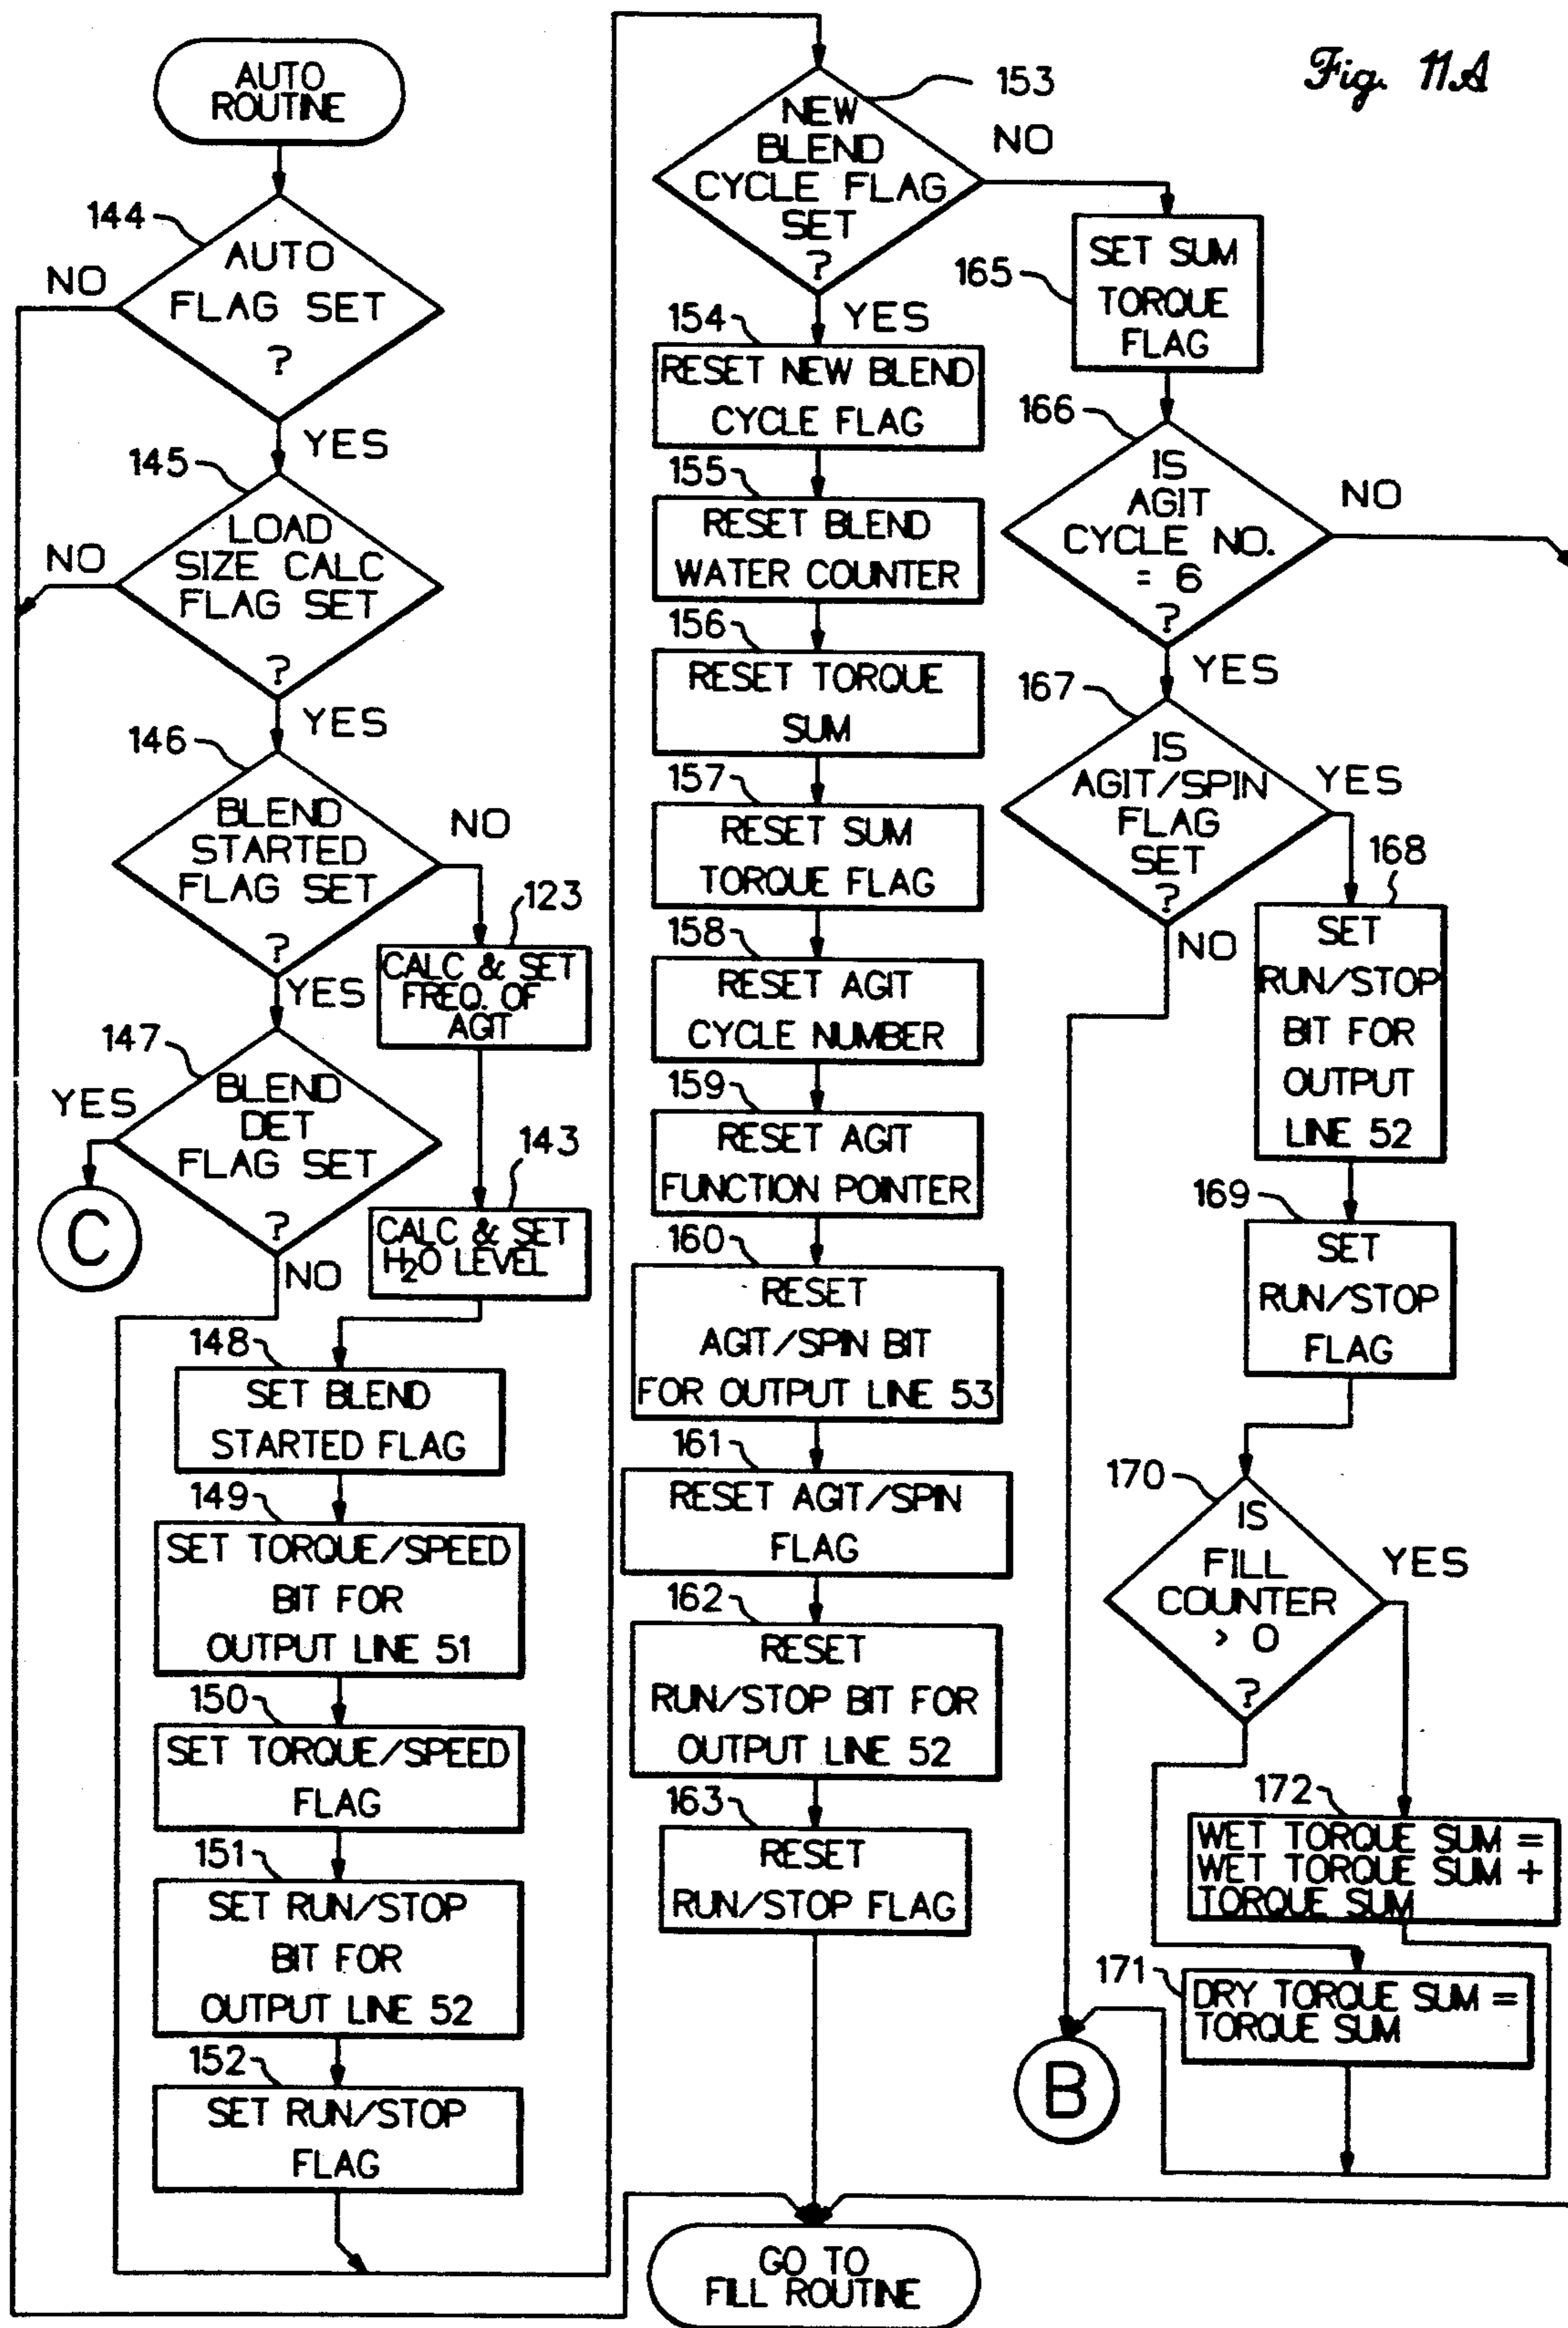 Fig. 11A
AUTO
ROUTINE
144
AUTO
FLAG SET
?
NO
YES
145
LOAD
SIZE CALC
FLAG SET
?
NO
YES
146
BLEND
STARTED
FLAG SET
?
NO
YES
123
CALC & SET
FREQ. OF
AGIT
147
BLEND
DET
FLAG SET
?
YES
C
NO
143
CALC & SET
H₂O LEVEL
148
SET BLEND
STARTED FLAG
149
SET TORQUE/SPEED
BIT FOR
OUTPUT LINE 51
150
SET TORQUE/SPEED
FLAG
151
SET RUN/STOP
BIT FOR
OUTPUT LINE 52
152
SET RUN/STOP
FLAG
153
NEW
BLEND
CYCLE FLAG
SET
?
NO
YES
154
RESET NEW BLEND
CYCLE FLAG
155
RESET BLEND
WATER COUNTER
156
RESET TORQUE
SUM
157
RESET SUM
TORQUE FLAG
158
RESET AGIT
CYCLE NUMBER
159
RESET AGIT
FUNCTION POINTER
160
RESET
AGIT/SPIN BIT
FOR OUTPUT LINE 53
161
RESET AGIT/SPIN
FLAG
162
RESET
RUN/STOP BIT FOR
OUTPUT LINE 52
163
RESET
RUN/STOP FLAG
GO TO
FILL ROUTINE
165
SET SUM
TORQUE
FLAG
166
IS
AGIT
CYCLE NO.
= 6
?
NO
YES
167
IS
AGIT/SPIN
FLAG
SET
?
YES
NO
168
SET
RUN/STOP
BIT FOR
OUTPUT
LINE 52
169
SET
RUN/STOP
FLAG
170
IS
FILL
COUNTER
> 0
?
YES
172
WET TORQUE SUM =
WET TORQUE SUM +
TORQUE SUM
171
DRY TORQUE SUM =
TORQUE SUM
B